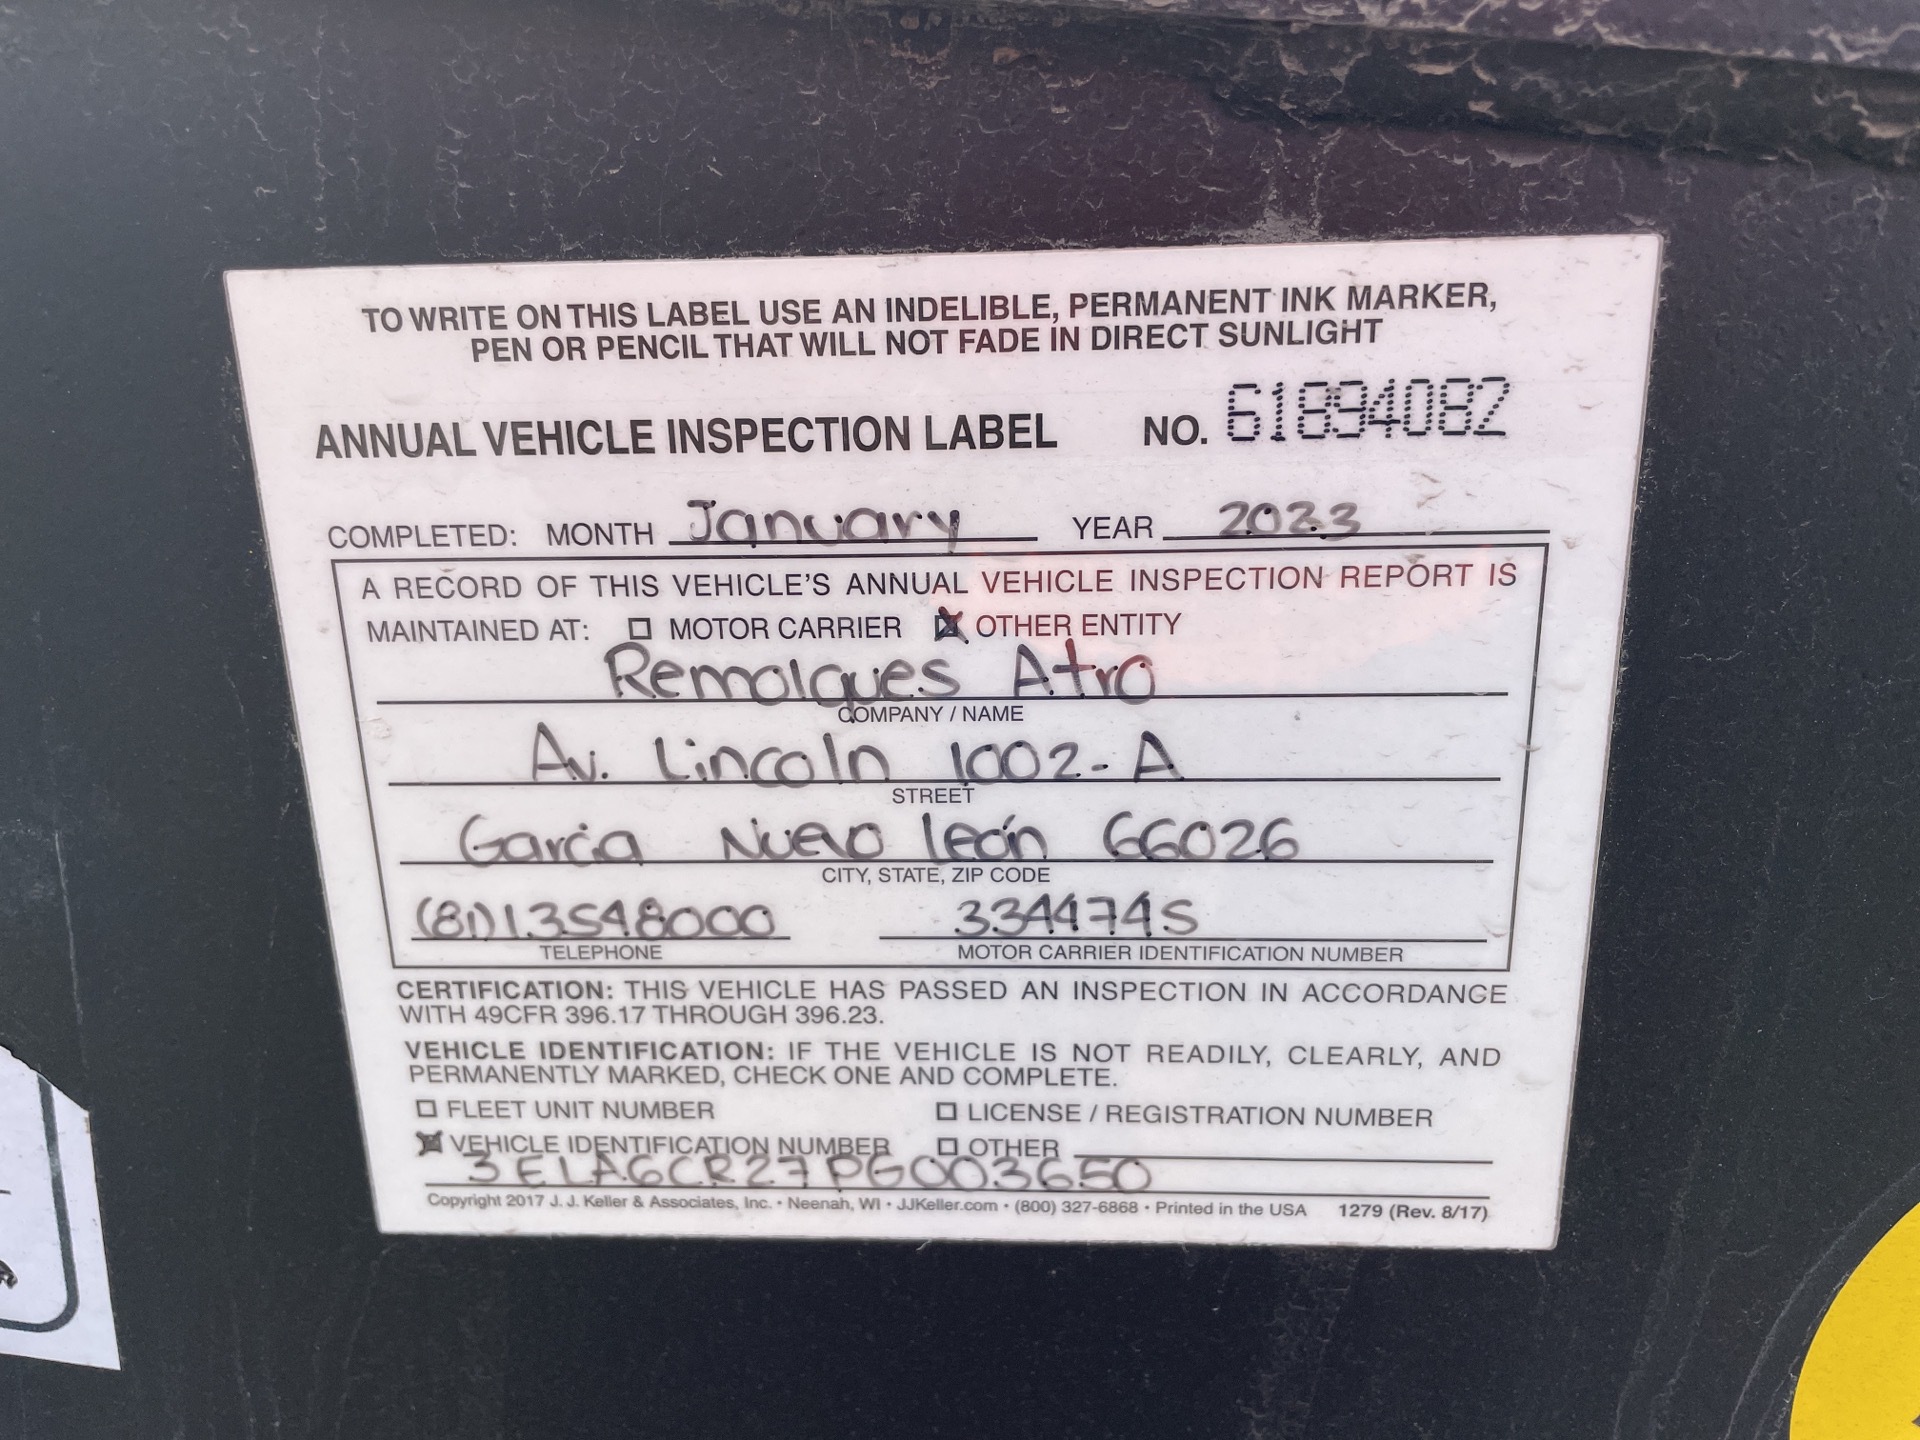 TO WRITE ON THIS LABEL USE AN INDELIBLE, PERMANENT INK MARKER,
PEN OR PENCIL THAT WILL NOT FADE IN DIRECT SUNLIGHT
ANNUAL VEHICLE INSPECTION LABEL NO. 61894082
COMPLETED: MONTH January YEAR 2023
A RECORD OF THIS VEHICLE'S ANNUAL VEHICLE INSPECTION REPORT IS
MAINTAINED AT: ☐ MOTOR CARRIER ☒ OTHER ENTITY
Remolques Atro
COMPANY / NAME
Av. Lincoln 1002-A
STREET
Garcia Nuevo León 66026
CITY, STATE, ZIP CODE
(81)13548000 3344745
TELEPHONE MOTOR CARRIER IDENTIFICATION NUMBER
CERTIFICATION: THIS VEHICLE HAS PASSED AN INSPECTION IN ACCORDANCE
WITH 49CFR 396.17 THROUGH 396.23.
VEHICLE IDENTIFICATION: IF THE VEHICLE IS NOT READILY, CLEARLY, AND
PERMANENTLY MARKED, CHECK ONE AND COMPLETE.
☐ FLEET UNIT NUMBER ☐ LICENSE / REGISTRATION NUMBER
☒ VEHICLE IDENTIFICATION NUMBER ☐ OTHER
3ELA6CR27PG003650
Copyright 2017 J. J. Keller & Associates, Inc. • Neenah, WI • JJKeller.com • (800) 327-6868 • Printed in the USA 1279 (Rev. 8/17)